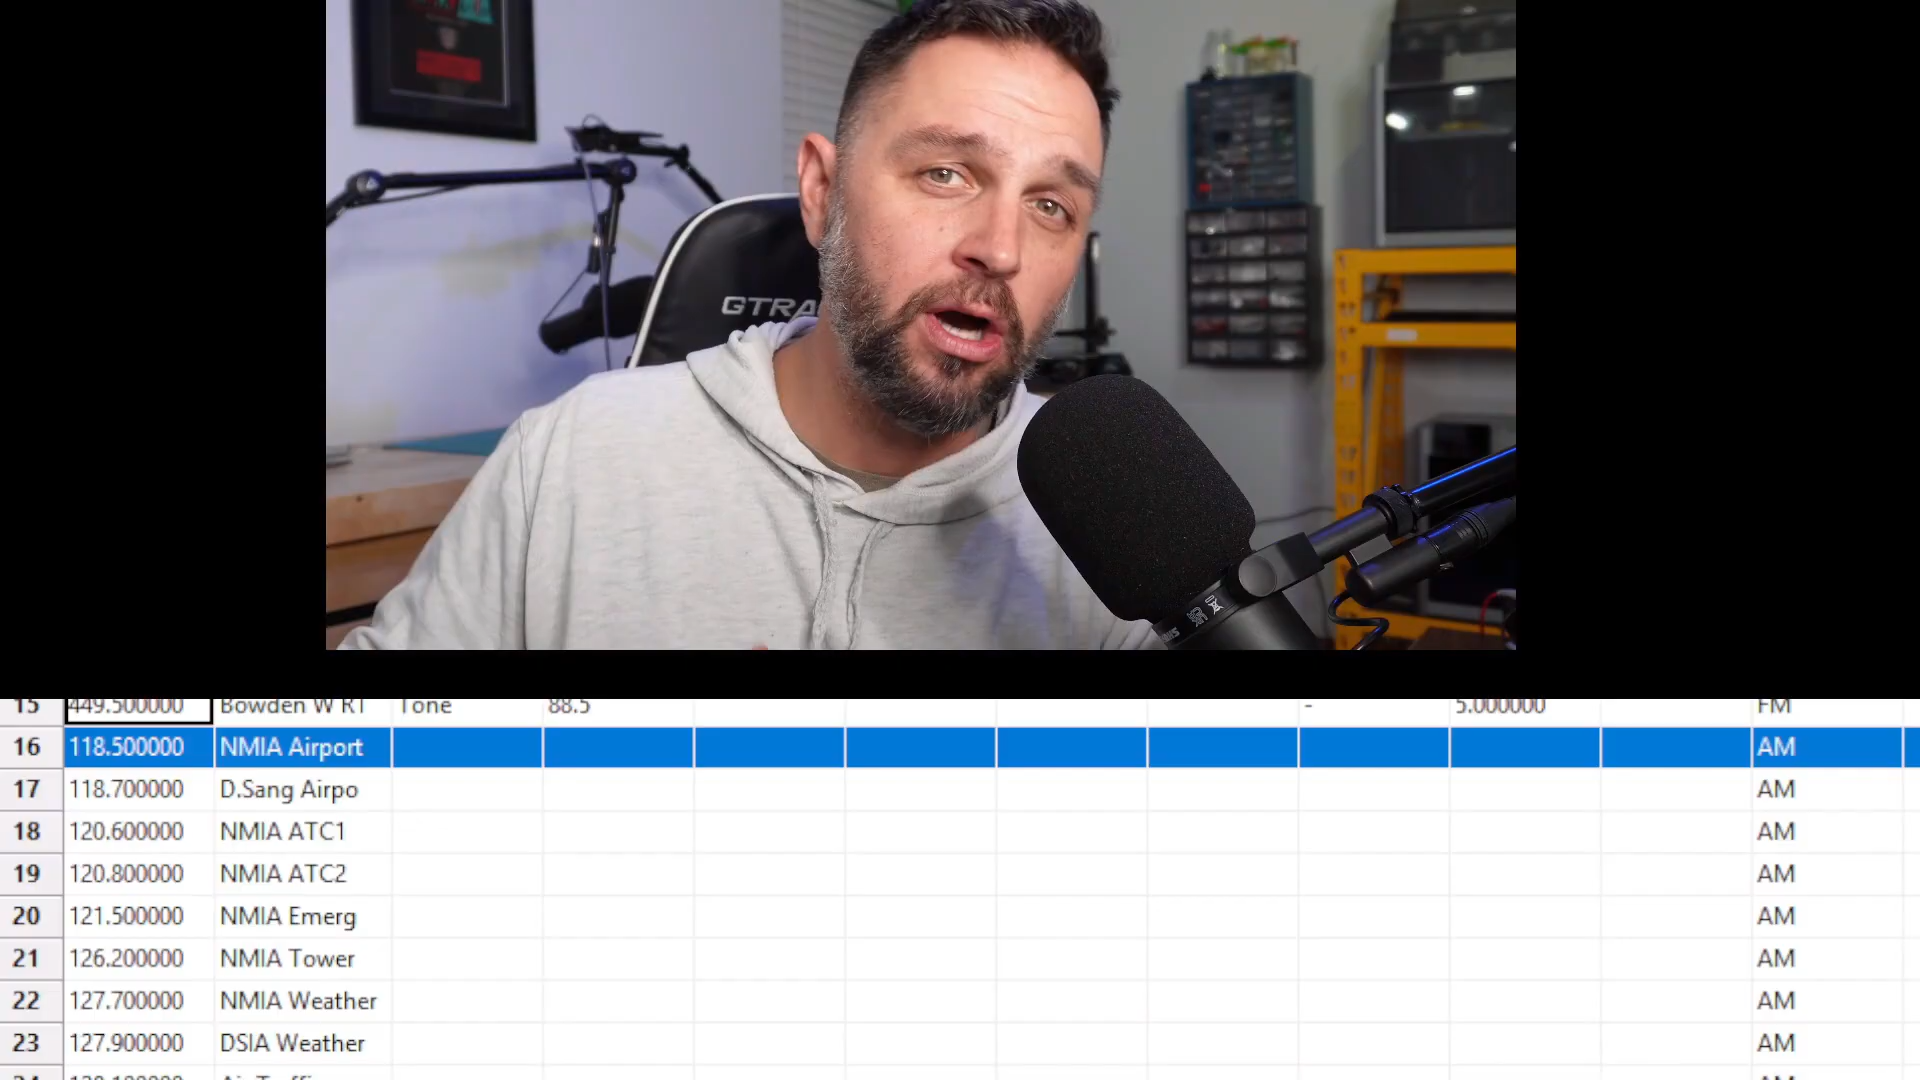 GTRA
15 449.500000 Bowden W RT Tone 88.5 - 5.000000 FM
16 118.500000 NMIA Airport AM
17 118.700000 D.Sang Airpo AM
18 120.600000 NMIA ATC1 AM
19 120.800000 NMIA ATC2 AM
20 121.500000 NMIA Emerg AM
21 126.200000 NMIA Tower AM
22 127.700000 NMIA Weather AM
23 127.900000 DSIA Weather AM